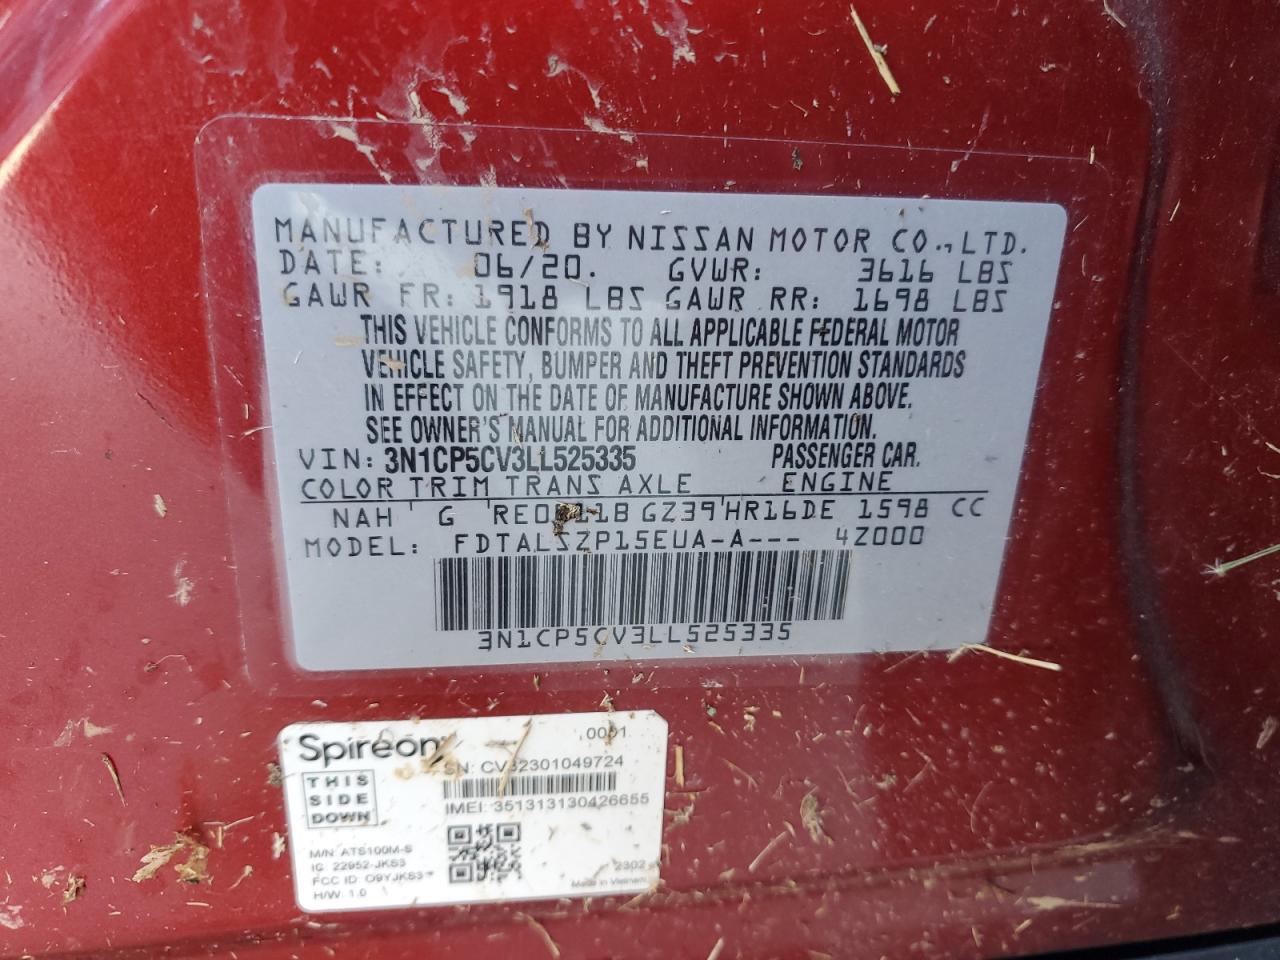 MANUFACTURED BY NISSAN MOTOR CO., LTD.
DATE: 06/20. GVWR: 3616 LBS
GAWR FR: 1918 LBS GAWR RR: 1698 LBS
THIS VEHICLE CONFORMS TO ALL APPLICABLE FEDERAL MOTOR
VEHICLE SAFETY, BUMPER AND THEFT PREVENTION STANDARDS
IN EFFECT ON THE DATE OF MANUFACTURE SHOWN ABOVE.
SEE OWNER'S MANUAL FOR ADDITIONAL INFORMATION.
VIN: 3N1CP5CV3LL525335 PASSENGER CAR.
COLOR TRIM TRANS AXLE ENGINE
NAH G GZ39 HR16DE 1598 CC
MODEL: FDTALSZP15EUA-A--- 4Z000
3N1CP5CV3LL525335
Spireon
THIS
SIDE
DOWN
SN: CV32301049724
IMEI: 351313130426655
M/N: ATS100M-S
IC: 22952-JKS3
FCC ID: O9YJKS3
H/W: 1.0
2302
Made in Vietnam